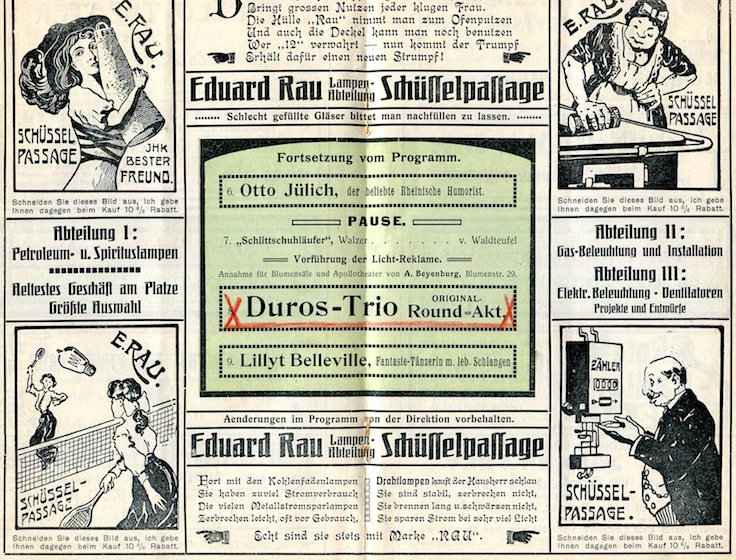 Bringt grossen Nutzen jeder klugen Frau.
Die Hülle „Rau" nimmt man zum Ofenputzen
Und auch die Deckel kann man noch benutzen
Wer „12" verwahrt — nun kommt der Trumpf
Erhält dafür einen neuen Strumpf!
E. RAU.
SCHÜSSEL
PASSAGE
JHR
BESTER
FREUND.
Schneiden Sie dieses Bild aus, ich gebe
Ihnen dagegen beim Kauf 10 % Rabatt.
E. RAU.
SCHÜSSEL
PASSAGE
Schneiden Sie dieses Bild aus, ich gebe
Ihnen dagegen beim Kauf 10 % Rabatt.
Eduard Rau Lampen-Abteilung Schüsselpassage
Schlecht gefüllte Gläser bittet man nachfüllen zu lassen.
Fortsetzung vom Programm.
6. Otto Jülich, der beliebte Rheinische Humorist.
PAUSE.
7. „Schlittschuhläufer", Walzer . . . . . . . v. Waldteufel
Vorführung der Licht-Reklame.
Annahme für Blumensäle und Apollotheater von A. Beyenburg, Blumenstr. 29.
Duros-Trio ORIGINAL-Round-Akt.
9. Lillyt Belleville, Fantasie-Tänzerin m. leb. Schlangen
Abteilung I:
Petroleum- u. Spirituslampen
Aeltestes Geschäft am Platze
Größte Auswahl
Abteilung II:
Gas-Beleuchtung und Installation
Abteilung III:
Elektr. Beleuchtung - Ventilatoren
Projekte und Entwürfe
E. RAU.
SCHÜSSEL-
PASSAGE
Schneiden Sie dieses Bild aus, ich gebe
Ihnen dagegen beim Kauf 10 % Rabatt.
ZÄHLER
SCHÜSSEL-
PASSAGE.
Schneiden Sie dieses Bild aus, ich gebe
Ihnen dagegen beim Kauf 10 % Rabatt.
Aenderungen im Programm von der Direktion vorbehalten.
Eduard Rau Lampen-Abteilung Schüsselpassage
Fort mit den Kohlenfadenlampen
Sie haben zuviel Stromverbrauch
Die vielen Metallstromsparlampen
Zerbrechen leicht, oft vor Gebrauch,
Drahtlampen kauft der Hausherr schlau
Sie sind stabil, zerbrechen nicht,
Sie brennen lang u. schwärzen nicht,
Sie sparen Strom bei sehr viel Licht
Echt sind sie stets mit Marke „RAU".